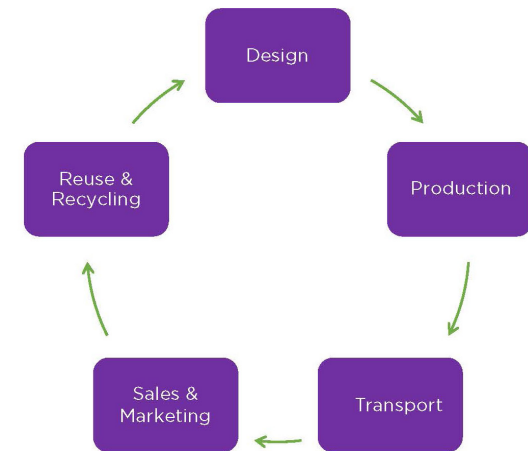 Design
Production
Transport
Sales &
Marketing
Reuse &
Recycling